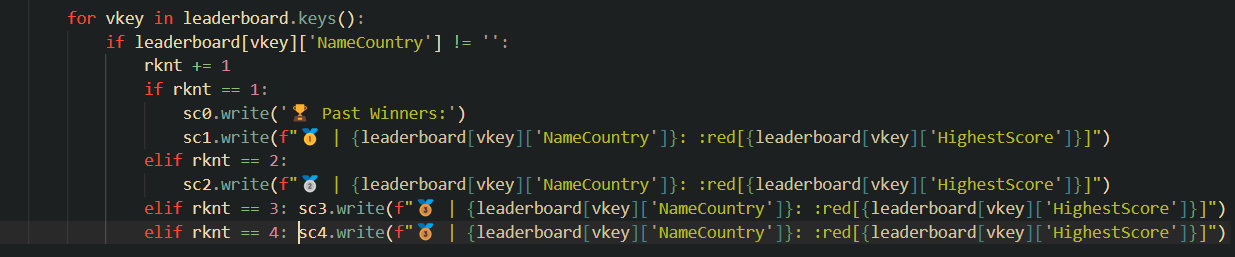 for vkey in leaderboard.keys():
if leaderboard[vkey]['NameCountry'] != '':
rknt += 1
if rknt == 1:
sc0.write('🏆 Past Winners:')
sc1.write(f"🥇 | {leaderboard[vkey]['NameCountry']}: :red[{leaderboard[vkey]['HighestScore']}]")
elif rknt == 2:
sc2.write(f"🥈 | {leaderboard[vkey]['NameCountry']}: :red[{leaderboard[vkey]['HighestScore']}]")
elif rknt == 3: sc3.write(f"🥉 | {leaderboard[vkey]['NameCountry']}: :red[{leaderboard[vkey]['HighestScore']}]")
elif rknt == 4: sc4.write(f"🥉 | {leaderboard[vkey]['NameCountry']}: :red[{leaderboard[vkey]['HighestScore']}]")